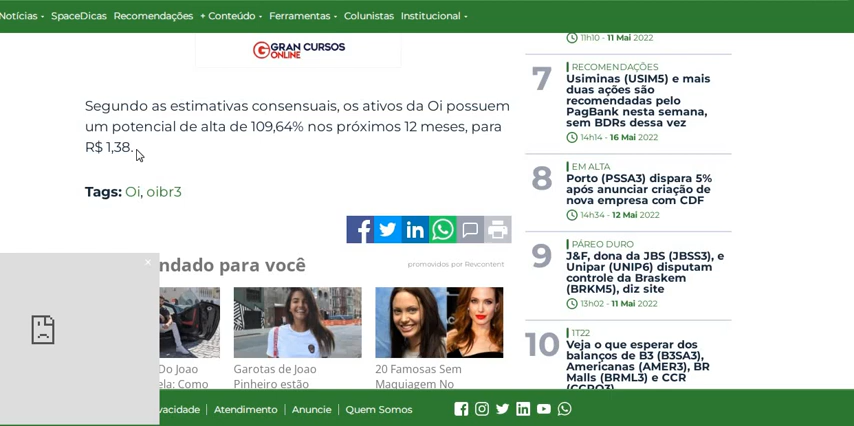 Notícias SpaceDicas Recomendações + Conteúdo Ferramentas Colunistas Institucional
GRAN CURSOS
ONLINE
Segundo as estimativas consensuais, os ativos da Oi possuem
um potencial de alta de 109,64% nos próximos 12 meses, para
R$ 1,38.
Tags: Oi, oibr3
ndado para você
promovidos por Revcontent
Do Joao
ela: Como
Garotas de Joao
Pinheiro estão
20 Famosas Sem
Maquiagem No
11h10 - 11 Mai 2022
7
RECOMENDAÇÕES
Usiminas (USIM5) e mais
duas ações são
recomendadas pelo
PagBank nesta semana,
sem BDRs dessa vez
14h14 - 16 Mai 2022
8
EM ALTA
Porto (PSSA3) dispara 5%
após anunciar criação de
nova empresa com CDF
14h34 - 12 Mai 2022
9
PÁREO DURO
J&F, dona da JBS (JBSS3), e
Unipar (UNIP6) disputam
controle da Braskem
(BRKM5), diz site
13h02 - 11 Mai 2022
10
1T22
Veja o que esperar dos
balanços de B3 (B3SA3),
Americanas (AMER3), BR
Malls (BRML3) e CCR
(CCRO3)
vacidade | Atendimento | Anuncie | Quem Somos